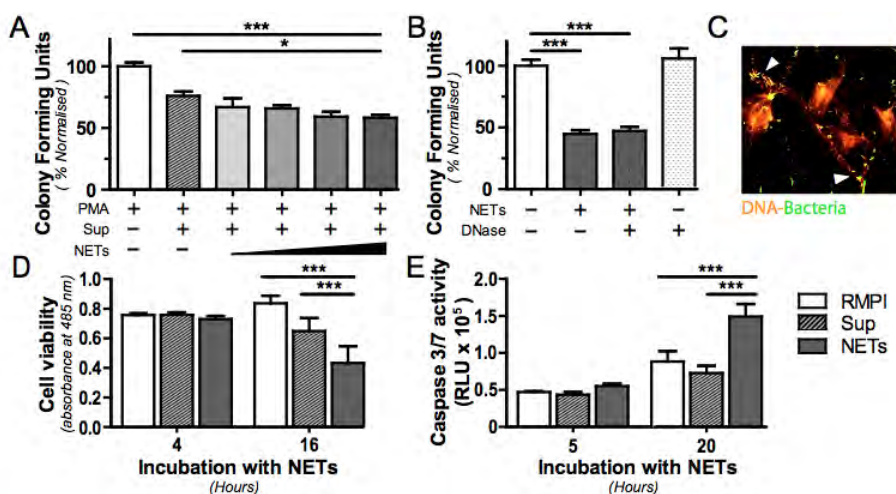 A
Colony Forming Units
( % Normalised)
100
50
0
***
*
PMA + + + + + +
Sup − + + + + +
NETs − −
B
Colony Forming Units
( % Normalised)
100
50
0
***
***
NETs − + + −
DNase − − + +
C
DNA-Bacteria
D
Cell viability
(absorbance at 485 nm)
1.0
0.8
0.6
0.4
0.2
0.0
***
***
4 16
Incubation with NETs
(Hours)
E
Caspase 3/7 activity
(RLU x 10⁵)
2.0
1.5
1.0
0.5
0.0
***
***
5 20
Incubation with NETs
(Hours)
RMPI
Sup
NETs